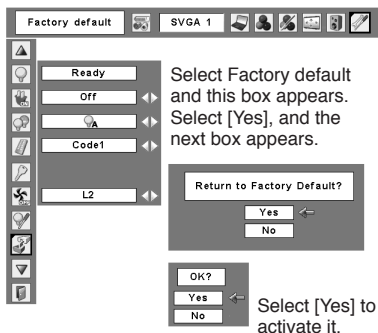 Factory default
SVGA 1
Ready
Off
A
Code1
L2
Select Factory default
and this box appears.
Select [Yes], and the
next box appears.
Return to Factory Default?
Yes
No
OK?
Yes
No
Select [Yes] to
activate it.